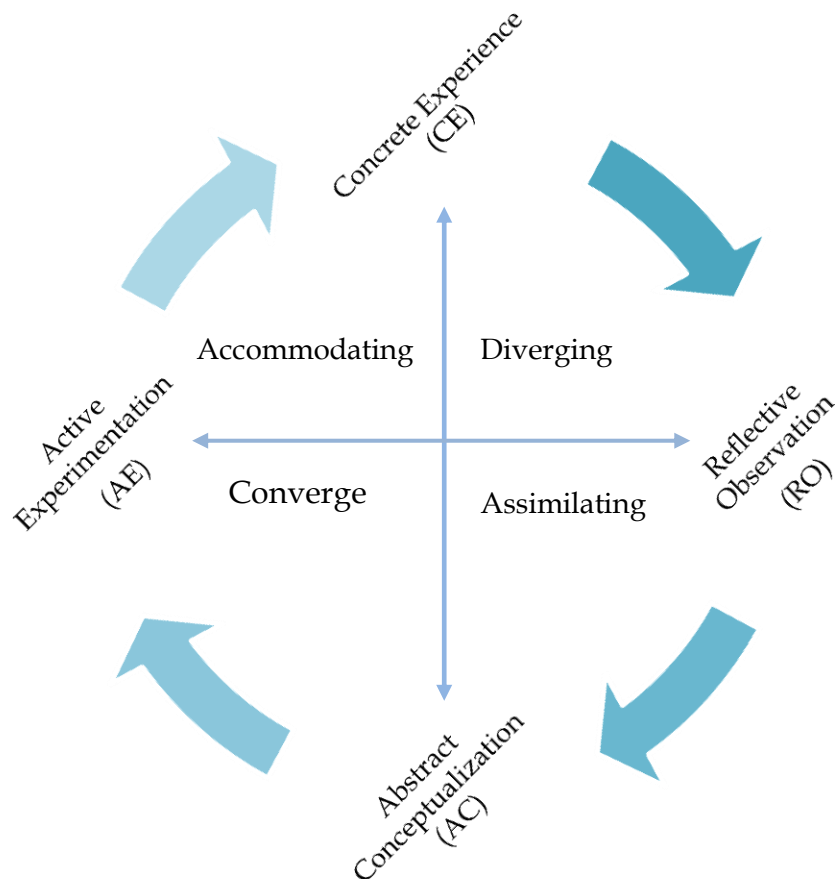 Concrete Experience
(CE)
Accommodating
Diverging
Active
Experimentation
(AE)
Reflective
Observation
(RO)
Converge
Assimilating
Abstract
Conceptualization
(AC)